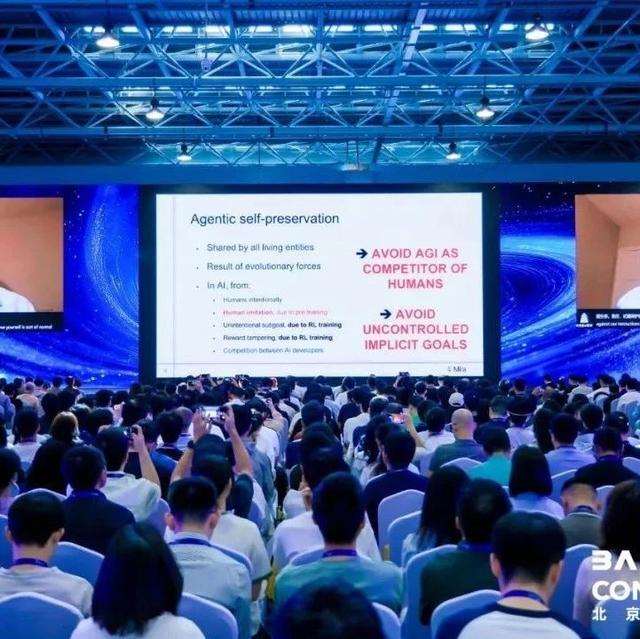 Agentic self-preservation
Shared by all living entities
Result of evolutionary forces
In AI, from:
Humans intentionally
Human imitation, due to pre training
Unintentional subgoal, due to RL training
Reward tampering, due to RL training
Competition between AI developers
→ AVOID AGI AS
COMPETITOR OF
HUMANS
→ AVOID
UNCONTROLLED
IMPLICIT GOALS
Mila
yourself is sort of normal
against our instructions
BA
CON
北京